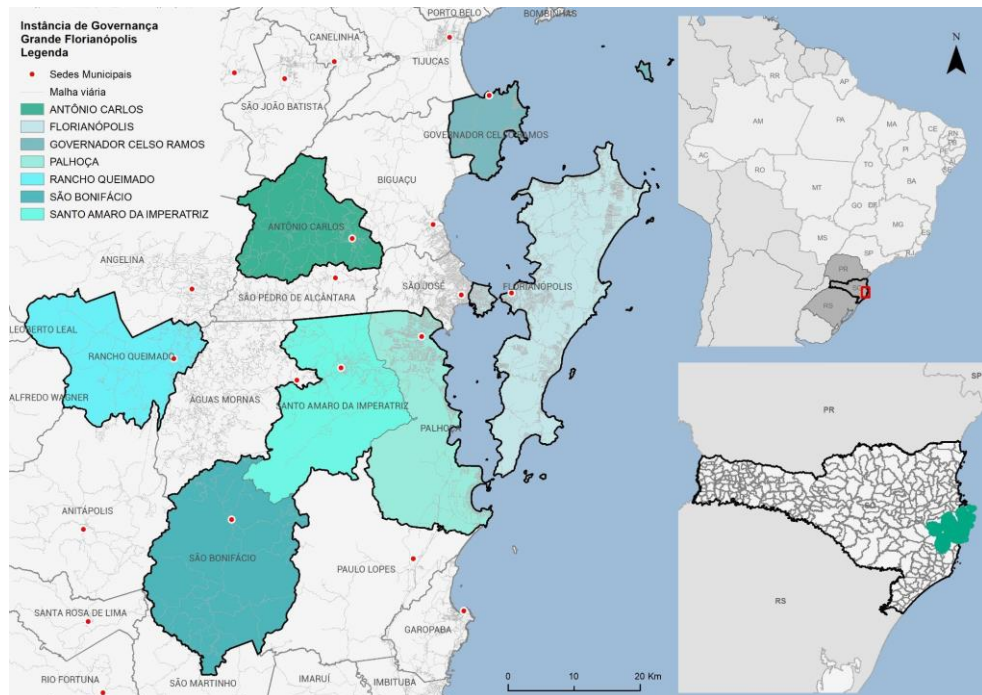 Instância de Governança
Grande Florianópolis
Legenda
Sedes Municipais
Malha viária
ANTÔNIO CARLOS
FLORIANÓPOLIS
GOVERNADOR CELSO RAMOS
PALHOÇA
RANCHO QUEIMADO
SÃO BONIFÁCIO
SANTO AMARO DA IMPERATRIZ
PORTO BELO
BOMBINHAS
CANELINHA
TIJUCAS
SÃO JOÃO BATISTA
GOVERNADOR CELSO RAMOS
BIGUAÇU
ANTÔNIO CARLOS
ANGELINA
SÃO PEDRO DE ALCÂNTARA
SÃO JOSÉ
FLORIANÓPOLIS
LEOBERTO LEAL
RANCHO QUEIMADO
ALFREDO WAGNER
ÁGUAS MORNAS
SANTO AMARO DA IMPERATRIZ
PALHOÇA
ANITÁPOLIS
SÃO BONIFÁCIO
PAULO LOPES
SANTA ROSA DE LIMA
GAROPABA
RIO FORTUNA
SÃO MARTINHO
IMARUÍ
IMBITUBA
0 10 20 Km
N
RR
AP
AM
PA
MA
CE
RN
PI
AC
RO
TO
MT
BA
GO
MG
MS
SP
PR
RS
SP
PR
RS